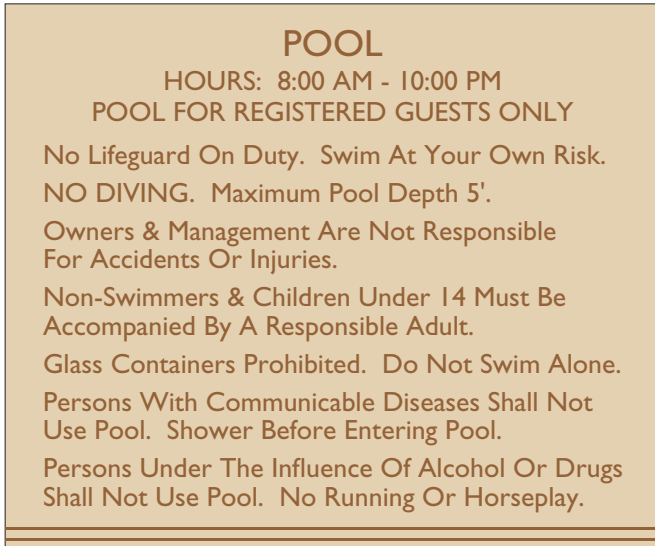 POOL
HOURS: 8:00 AM - 10:00 PM
POOL FOR REGISTERED GUESTS ONLY
No Lifeguard On Duty. Swim At Your Own Risk.
NO DIVING. Maximum Pool Depth 5'.
Owners & Management Are Not Responsible
For Accidents Or Injuries.
Non-Swimmers & Children Under 14 Must Be
Accompanied By A Responsible Adult.
Glass Containers Prohibited. Do Not Swim Alone.
Persons With Communicable Diseases Shall Not
Use Pool. Shower Before Entering Pool.
Persons Under The Influence Of Alcohol Or Drugs
Shall Not Use Pool. No Running Or Horseplay.